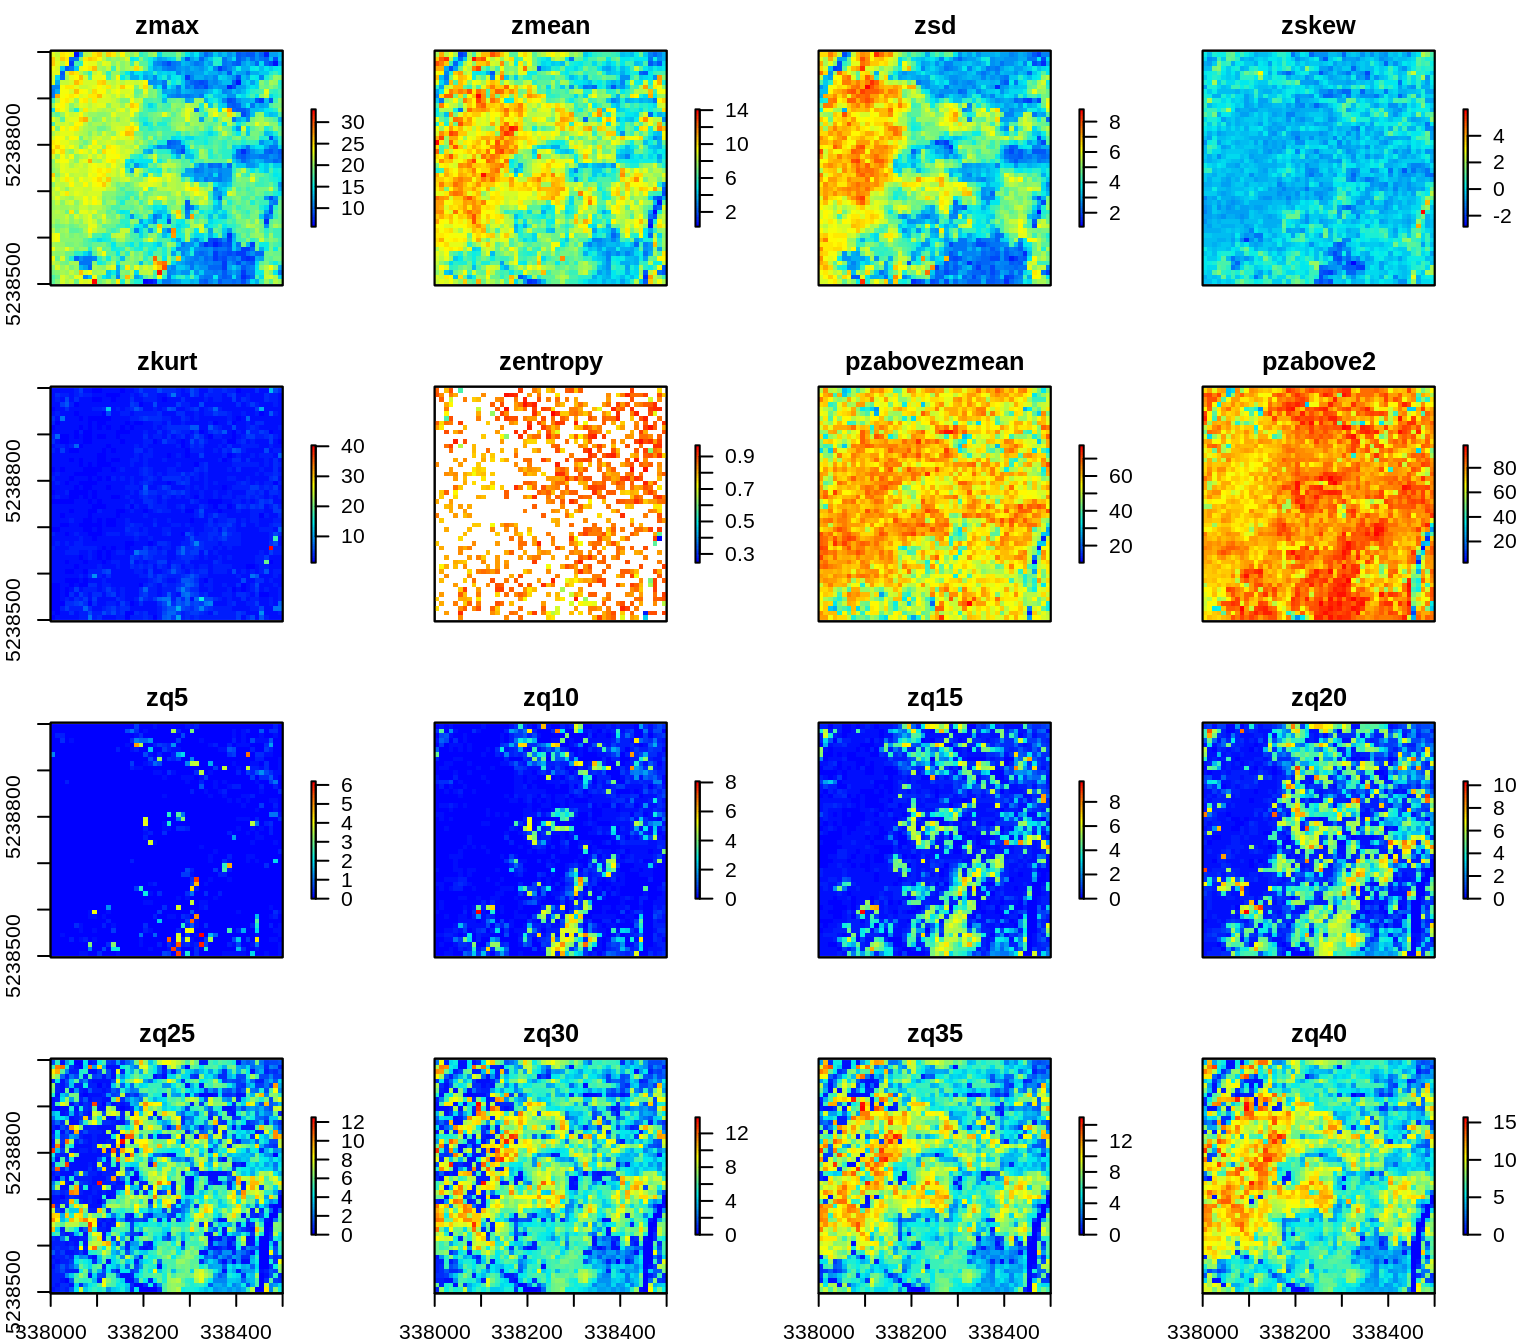 zmax zmean zsd zskew
5238500 5238800
30 25 20 15 10
14 10 6 2
8 6 4 2
4 2 0 -2
zkurt zentropy pzabovezmean pzabove2
5238500 5238800
40 30 20 10
0.9 0.7 0.5 0.3
60 40 20
80 60 40 20
zq5 zq10 zq15 zq20
5238500 5238800
6 5 4 3 2 1 0
8 6 4 2 0
8 6 4 2 0
10 8 6 4 2 0
zq25 zq30 zq35 zq40
5238500 5238800
12 10 8 6 4 2 0
12 8 4 0
12 8 4 0
15 10 5 0
338000 338200 338400 338000 338200 338400 338000 338200 338400 338000 338200 338400